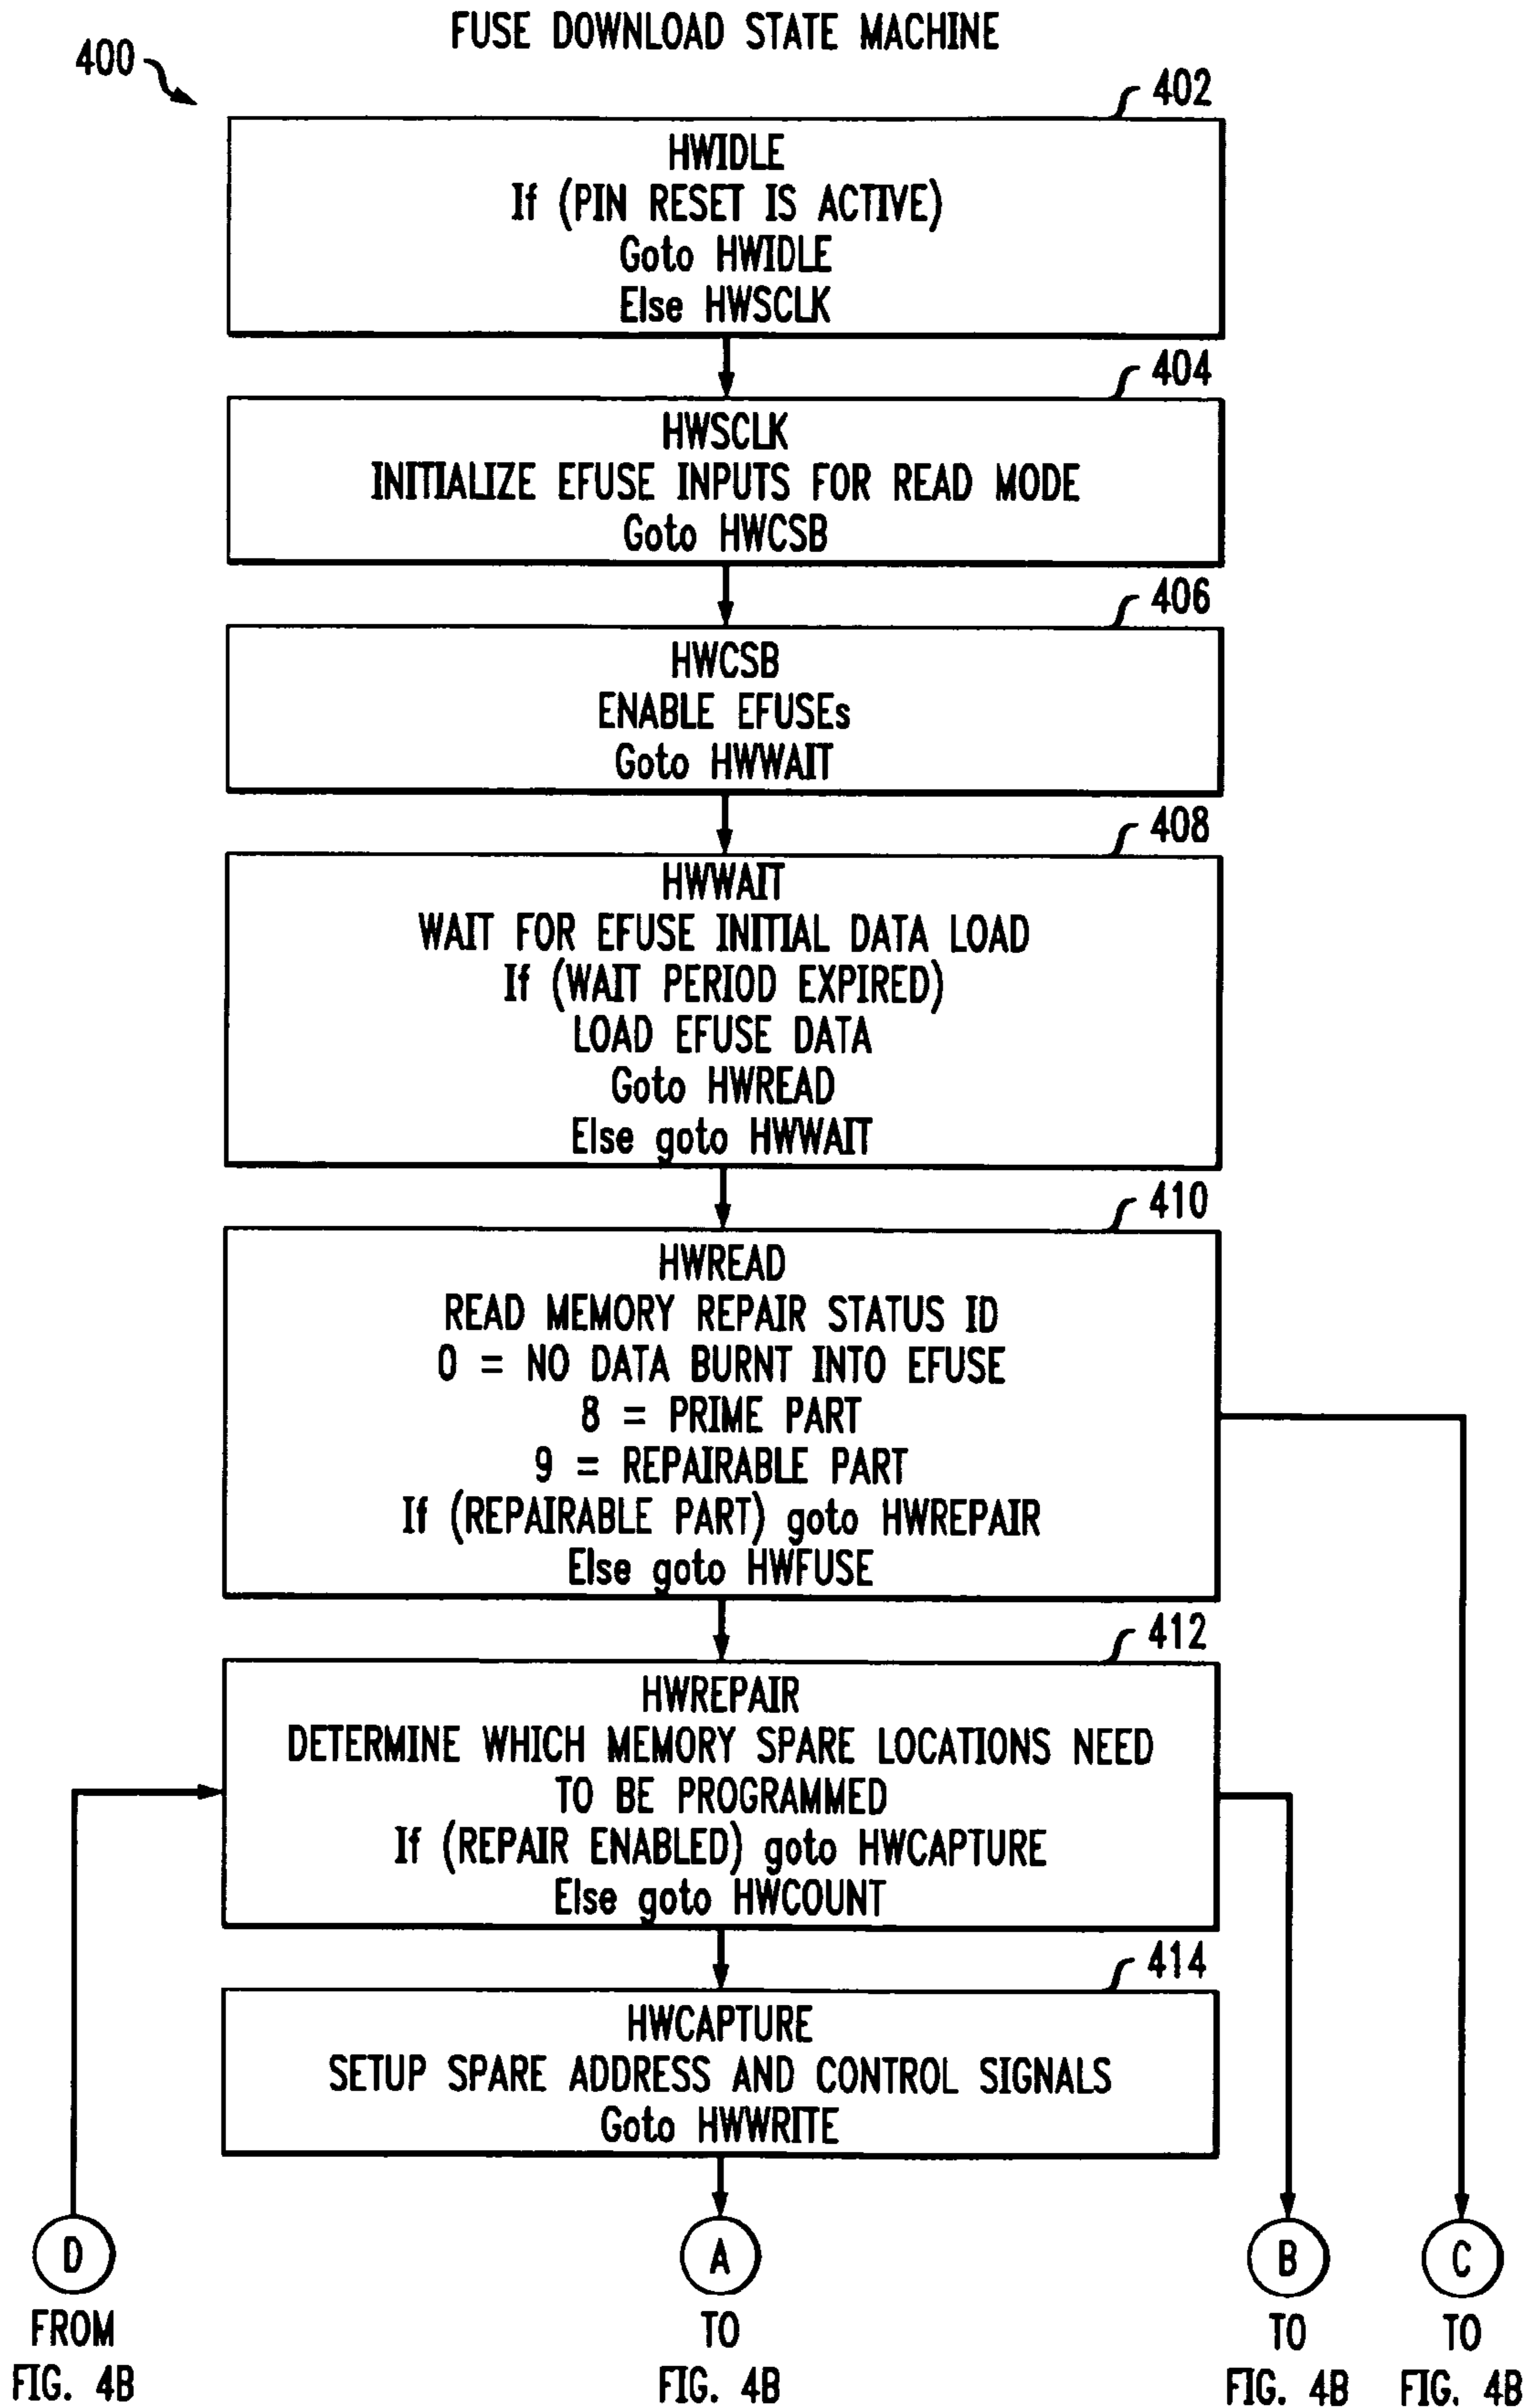 FUSE DOWNLOAD STATE MACHINE
400
402
HWIDLE
If (PIN RESET IS ACTIVE)
Goto HWIDLE
Else HWSCLK
404
HWSCLK
INITIALIZE EFUSE INPUTS FOR READ MODE
Goto HWCSB
406
HWCSB
ENABLE EFUSEs
Goto HWWAIT
408
HWWAIT
WAIT FOR EFUSE INITIAL DATA LOAD
If (WAIT PERIOD EXPIRED)
LOAD EFUSE DATA
Goto HWREAD
Else goto HWWAIT
410
HWREAD
READ MEMORY REPAIR STATUS ID
0 = NO DATA BURNT INTO EFUSE
8 = PRIME PART
9 = REPAIRABLE PART
If (REPAIRABLE PART) goto HWREPAIR
Else goto HWFUSE
412
HWREPAIR
DETERMINE WHICH MEMORY SPARE LOCATIONS NEED
TO BE PROGRAMMED
If (REPAIR ENABLED) goto HWCAPTURE
Else goto HWCOUNT
414
HWCAPTURE
SETUP SPARE ADDRESS AND CONTROL SIGNALS
Goto HWWRITE
D
FROM
FIG. 4B
A
TO
FIG. 4B
B
TO
FIG. 4B
C
TO
FIG. 4B